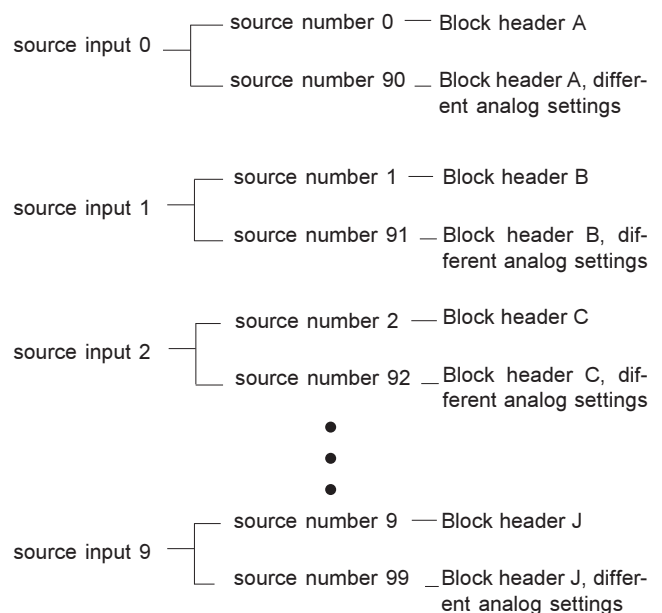 source input 0
source number 0
Block header A
source number 90
Block header A, differ-
ent analog settings
source input 1
source number 1
Block header B
source number 91
Block header B, dif-
ferent analog settings
source input 2
source number 2
Block header C
source number 92
Block header C, dif-
ferent analog settings
source input 9
source number 9
Block header J
source number 99
Block header J, differ-
ent analog settings